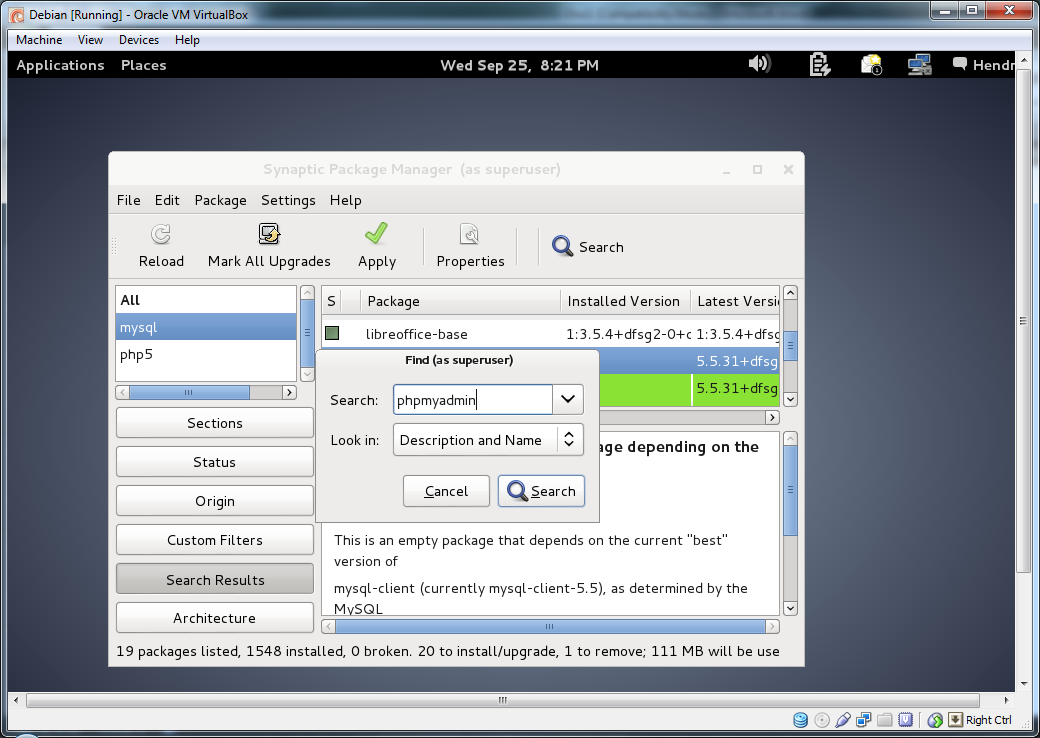 Debian [Running] - Oracle VM VirtualBox
Machine View Devices Help
Applications Places Wed Sep 25, 8:21 PM Hendr
Synaptic Package Manager (as superuser)
File Edit Package Settings Help
Reload Mark All Upgrades Apply Properties Search
All
mysql
php5
S Package Installed Version Latest Versi
libreoffice-base 1:3.5.4+dfsg2-0+c 1:3.5.4+dfsg
5.5.31+dfsg
5.5.31+dfsg
Find (as superuser)
Search: phpmyadmin
Look in: Description and Name
Cancel Search
Sections
Status
Origin
Custom Filters
Search Results
Architecture
age depending on the
This is an empty package that depends on the current "best"
version of
mysql-client (currently mysql-client-5.5), as determined by the
MySQL
19 packages listed, 1548 installed, 0 broken. 20 to install/upgrade, 1 to remove; 111 MB will be use
Right Ctrl